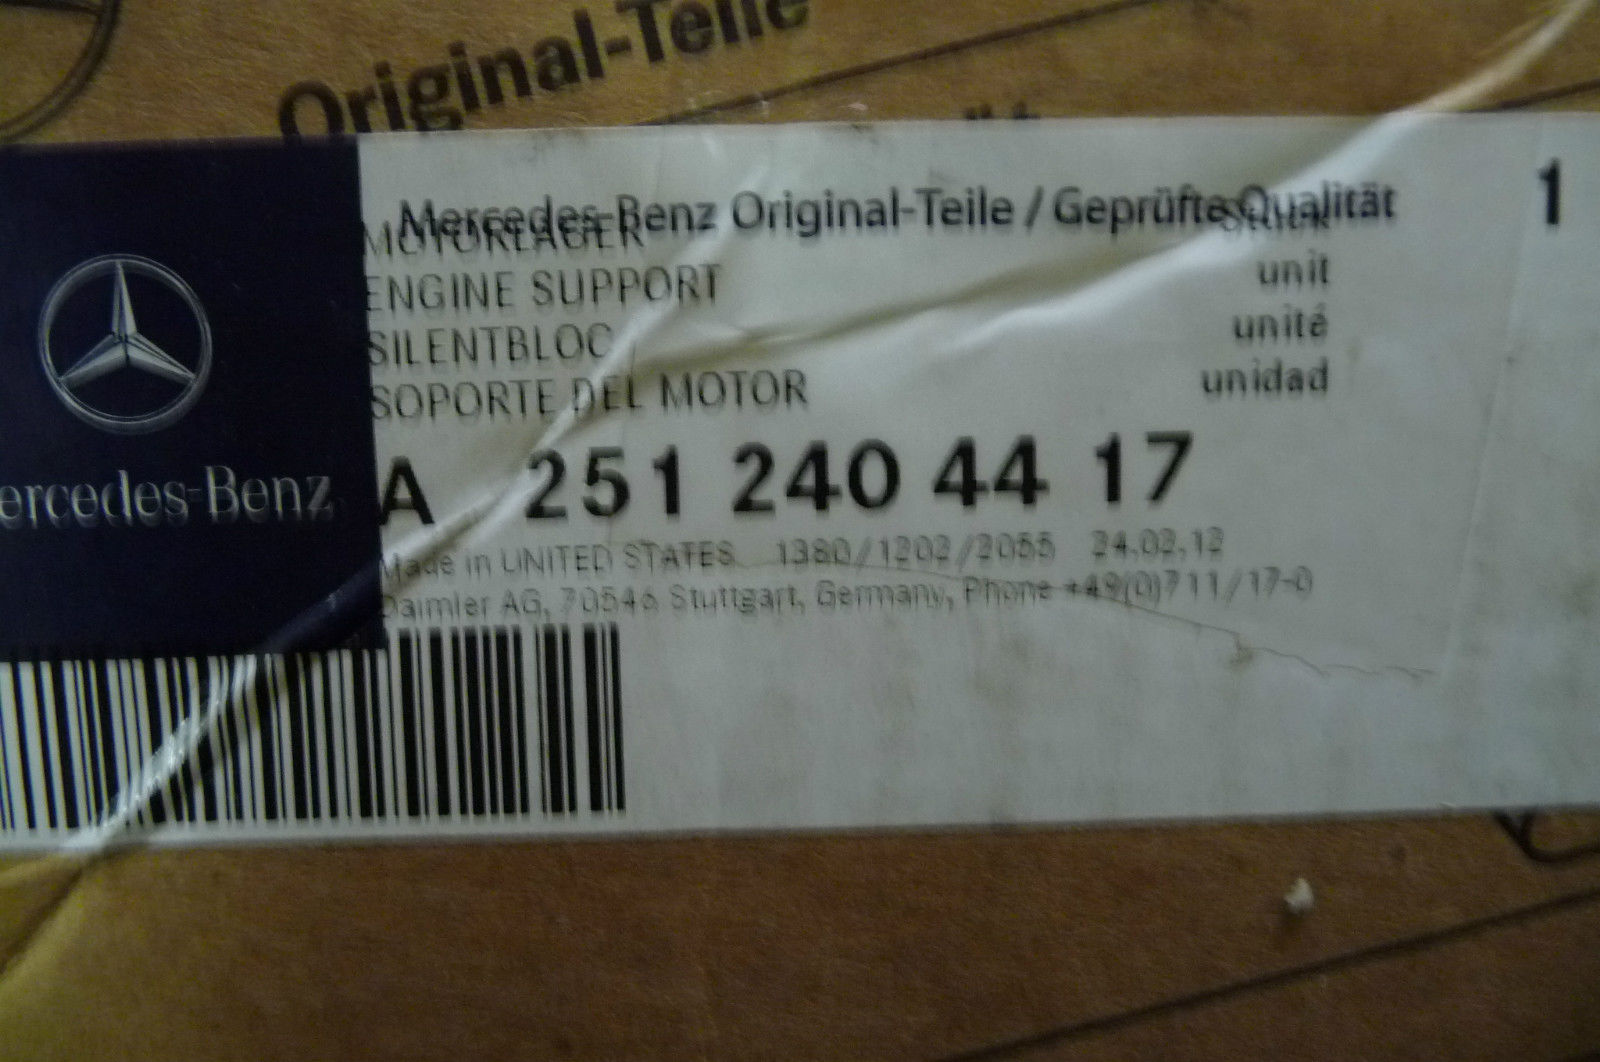 Original-Teile
Mercedes-Benz Original-Teile / Geprüfte Qualität 1
MOTORLAGER Stück
ENGINE SUPPORT unit
SILENTBLOC unité
SOPORTE DEL MOTOR unidad
Mercedes-Benz
A 251 240 44 17
Made in UNITED STATES 1380/1202/2055 24.02.12
Daimler AG, 70546 Stuttgart, Germany, Phone +49(0)711/17-0